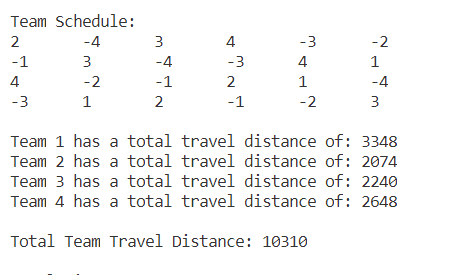 Team Schedule:
2 -4 3 4 -3 -2
-1 3 -4 -3 4 1
4 -2 -1 2 1 -4
-3 1 2 -1 -2 3
Team 1 has a total travel distance of: 3348
Team 2 has a total travel distance of: 2074
Team 3 has a total travel distance of: 2240
Team 4 has a total travel distance of: 2648
Total Team Travel Distance: 10310